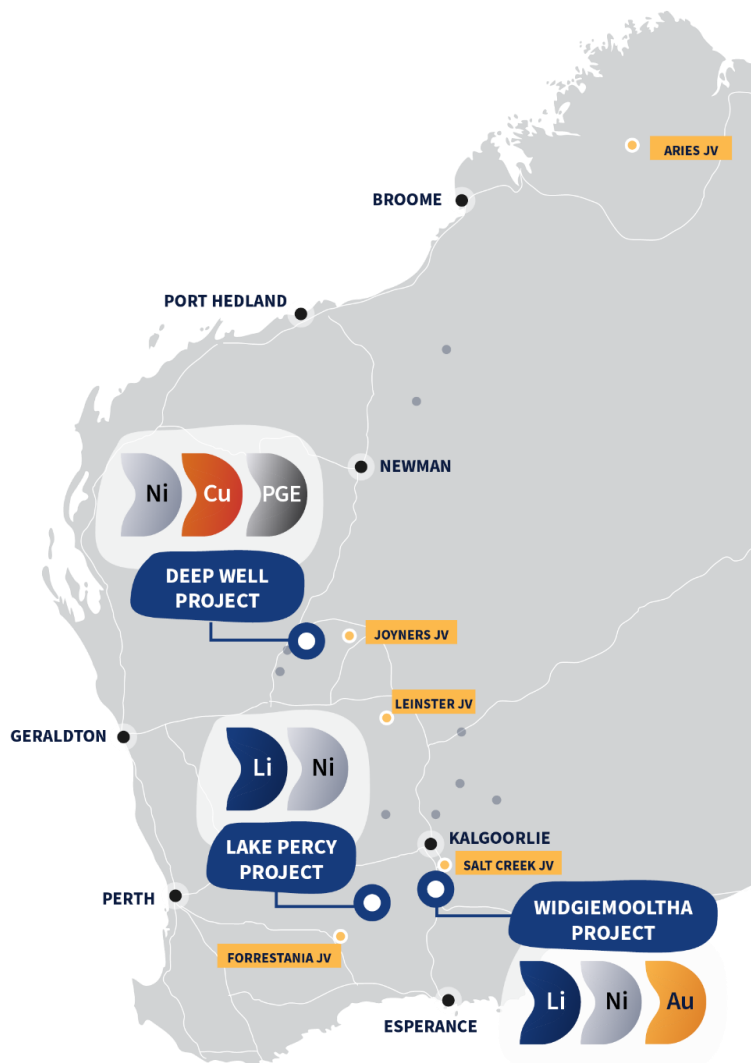 ARIES JV
BROOME
PORT HEDLAND
NEWMAN
Ni Cu PGE
DEEP WELL
PROJECT
JOYNERS JV
LEINSTER JV
GERALDTON
Li Ni
KALGOORLIE
LAKE PERCY
PROJECT
SALT CREEK JV
PERTH
WIDGIEMOOLTHA
PROJECT
FORRESTANIA JV
Li Ni Au
ESPERANCE